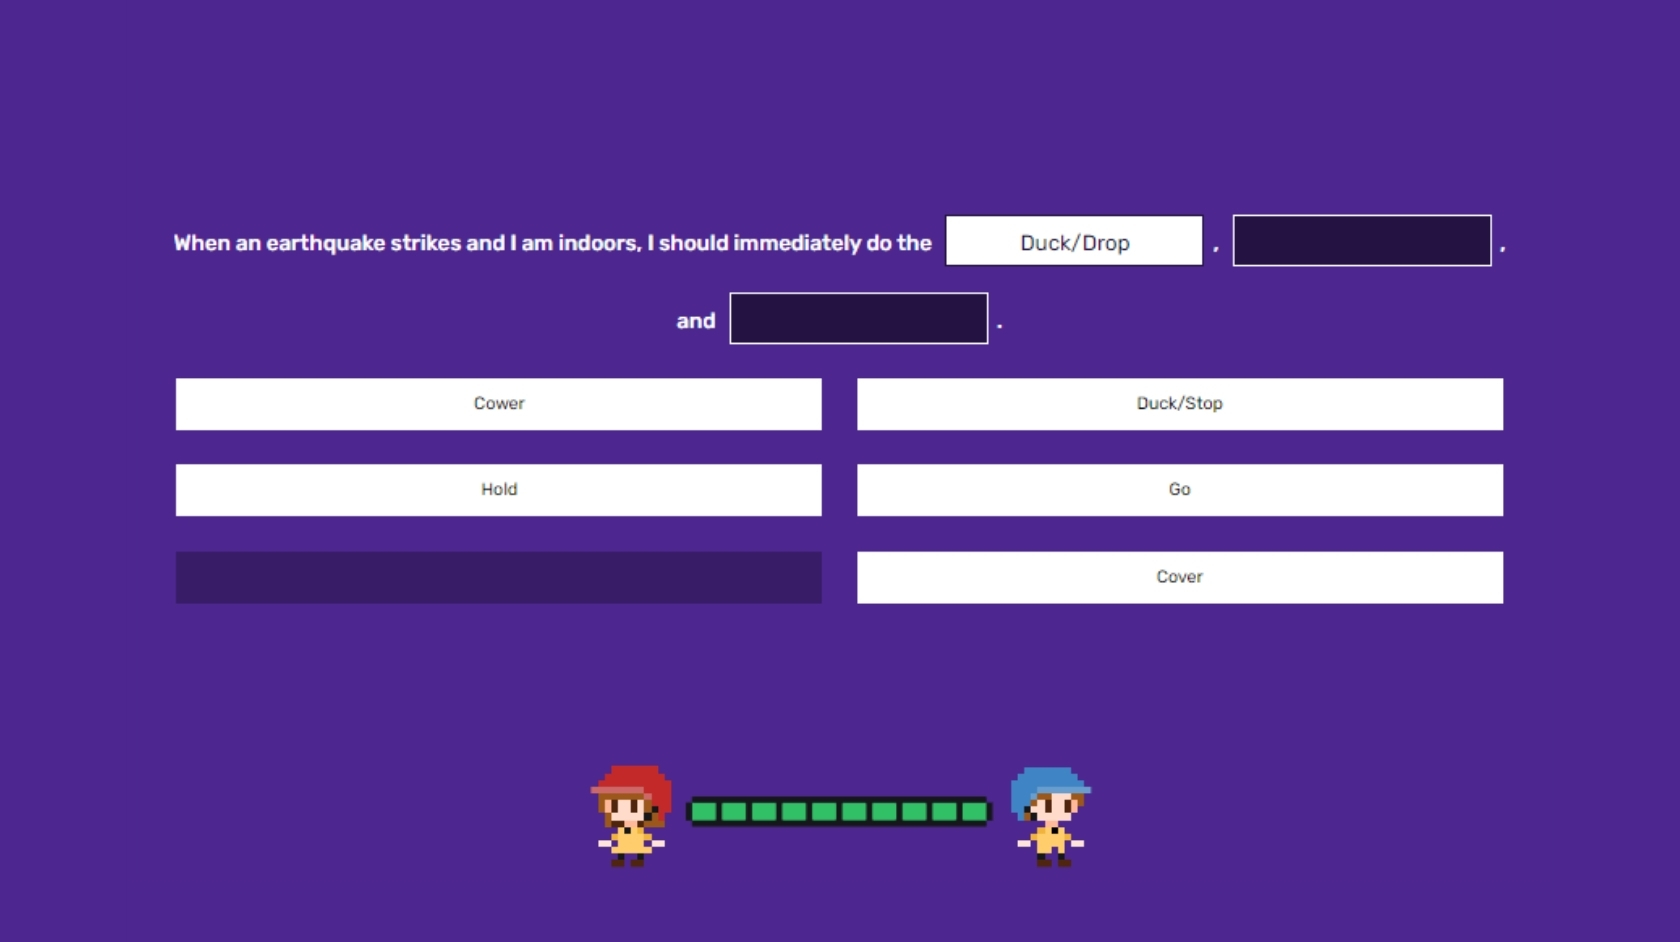 When an earthquake strikes and I am indoors, I should immediately do the Duck/Drop , ,
and .
Cower
Duck/Stop
Hold
Go
Cover